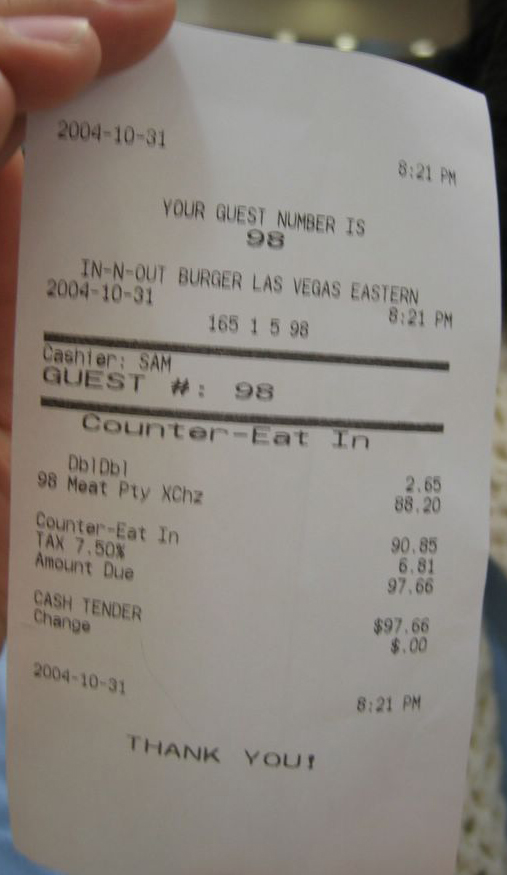 2004-10-31
8:21 PM
YOUR GUEST NUMBER IS
98
IN-N-OUT BURGER LAS VEGAS EASTERN
2004-10-31 8:21 PM
165 1 5 98
Cashier: SAM
GUEST #: 98
Counter-Eat In
DblDbl 2.65
98 Meat Pty XChz 88.20
Counter-Eat In 90.85
TAX 7.50% 6.81
Amount Due 97.66
CASH TENDER $97.66
Change $.00
2004-10-31
8:21 PM
THANK YOU!